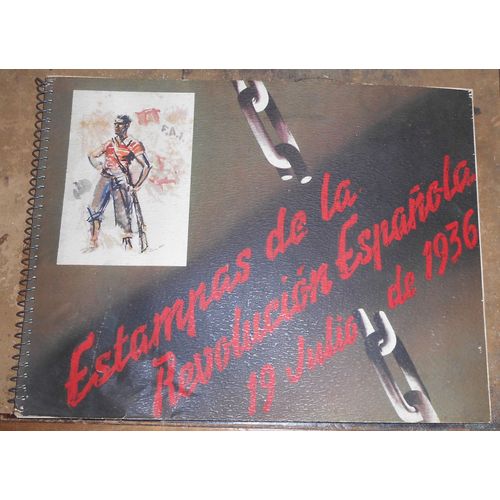 F.A.I
Estampas de la
Revolución Española
19 Julio de 1936